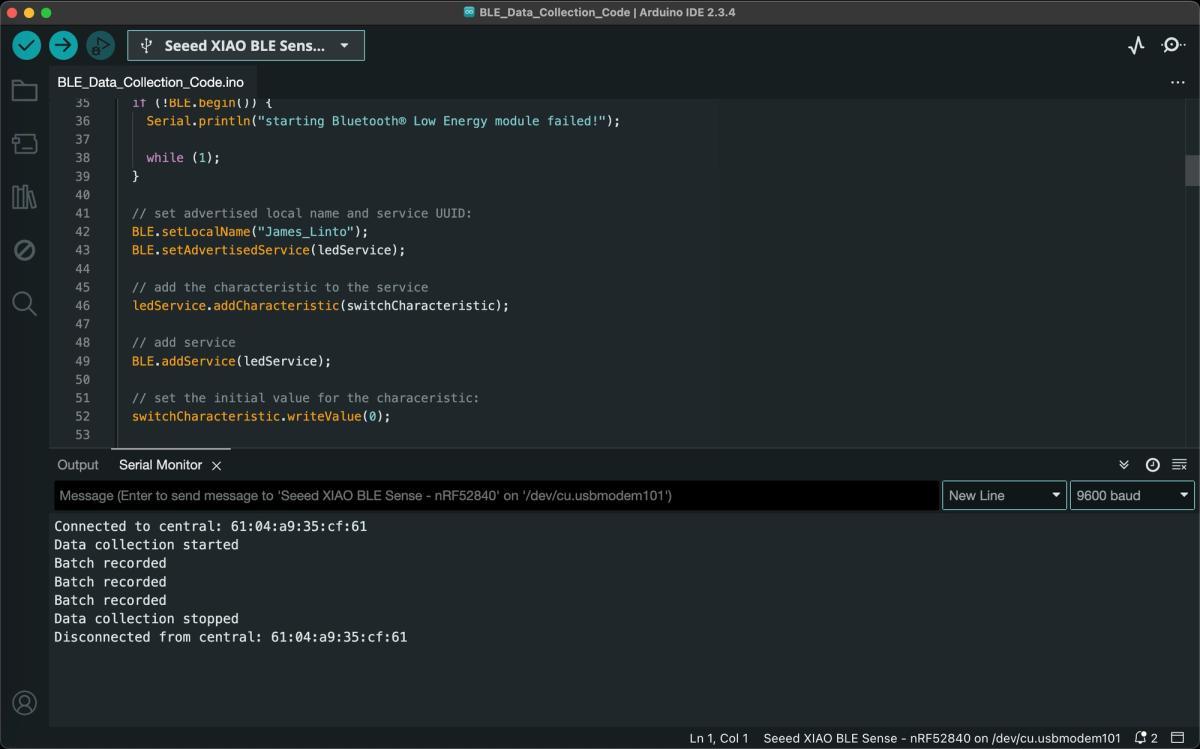 BLE_Data_Collection_Code | Arduino IDE 2.3.4
Seeed XIAO BLE Sens...
BLE_Data_Collection_Code.ino
35 if (!BLE.begin()) {
36 Serial.println("starting Bluetooth® Low Energy module failed!");
37
38 while (1);
39 }
40
41 // set advertised local name and service UUID:
42 BLE.setLocalName("James_Linto");
43 BLE.setAdvertisedService(ledService);
44
45 // add the characteristic to the service
46 ledService.addCharacteristic(switchCharacteristic);
47
48 // add service
49 BLE.addService(ledService);
50
51 // set the initial value for the characeristic:
52 switchCharacteristic.writeValue(0);
53
Output Serial Monitor
Message (Enter to send message to 'Seeed XIAO BLE Sense - nRF52840' on '/dev/cu.usbmodem101') New Line 9600 baud
Connected to central: 61:04:a9:35:cf:61
Data collection started
Batch recorded
Batch recorded
Batch recorded
Data collection stopped
Disconnected from central: 61:04:a9:35:cf:61
Ln 1, Col 1 Seeed XIAO BLE Sense - nRF52840 on /dev/cu.usbmodem101 2